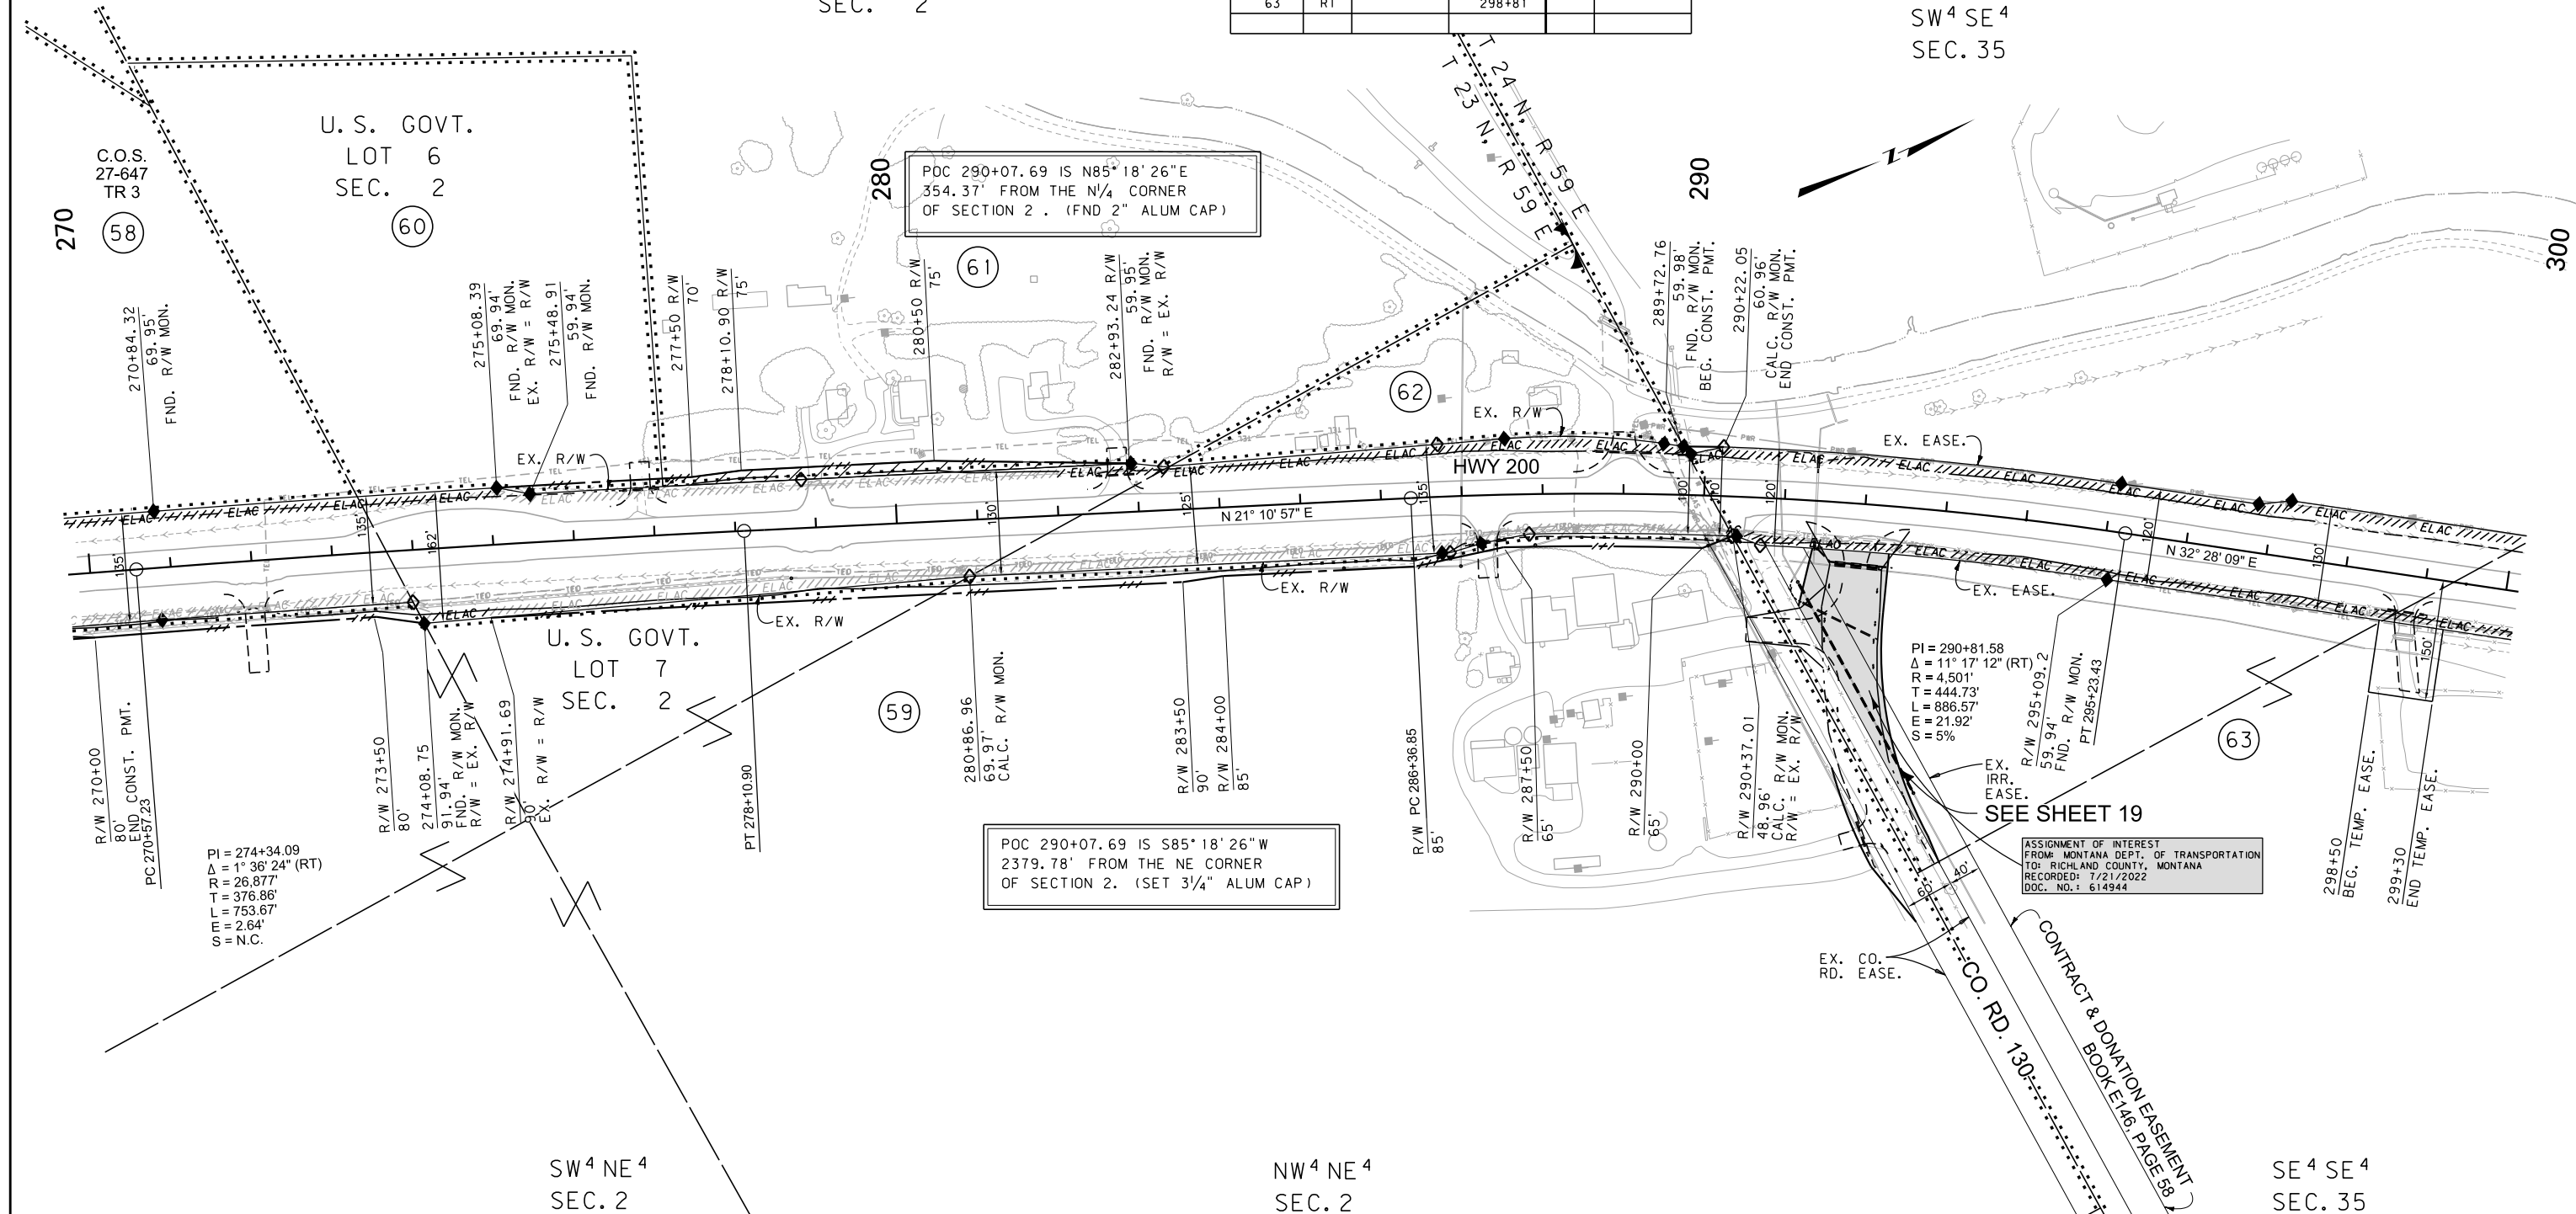 SEC. 2
63 RT 298+81
SW4 SE4
SEC. 35
T 24 N, R 59 E
T 23 N, R 59 E
U.S. GOVT.
LOT 6
SEC. 2
60
C.O.S.
27-647
TR 3
58
270
280
290
300
POC 290+07.69 IS N85°18'26"E
354.37' FROM THE N1/4 CORNER
OF SECTION 2 . (FND 2" ALUM CAP)
61
62
270+84.32
69.95'
FND. R/W MON.
275+08.39
69.94'
FND. R/W MON.
EX. R/W = R/W
275+48.91
59.94'
FND. R/W MON.
277+50 R/W
70'
278+10.90 R/W
75'
280+50 R/W
75'
282+93.24 R/W
59.95'
FND. R/W MON.
R/W = EX. R/W
289+72.76
59.98'
FND. R/W MON.
BEG. CONST. PMT.
290+22.05
60.96'
CALC. R/W MON.
END CONST. PMT.
EX. R/W
EX. R/W
EX. EASE.
HWY 200
N 21° 10' 57" E
N 32° 28' 09" E
135'
135'
162'
130'
125'
135'
100'
110'
120'
120'
130'
150'
EX. R/W
EX. R/W
EX. EASE.
U.S. GOVT.
LOT 7
SEC. 2
59
63
R/W 270+00
80'
END CONST. PMT.
PC 270+57.23
R/W 273+50
80'
274+08.75
91.94'
FND. R/W MON.
R/W = EX. R/W
R/W 274+91.69
90'
EX. R/W = R/W
PT 278+10.90
280+86.96
69.97'
CALC. R/W MON.
R/W 283+50
90'
R/W 284+00
85'
R/W PC 286+36.85
85'
R/W 287+50
65'
R/W 290+00
65'
R/W 290+37.01
48.96'
CALC. R/W MON.
R/W = EX. R/W
PI = 290+81.58
Δ = 11° 17' 12" (RT)
R = 4,501'
T = 444.73'
L = 886.57'
E = 21.92'
S = 5%
R/W 295+09.2
59.94'
FND. R/W MON.
PT 295+23.43
EX.
IRR.
EASE.
SEE SHEET 19
298+50
BEG. TEMP. EASE.
299+30
END TEMP. EASE.
PI = 274+34.09
Δ = 1° 36' 24" (RT)
R = 26,877'
T = 376.86'
L = 753.67'
E = 2.64'
S = N.C.
POC 290+07.69 IS S85°18'26"W
2379.78' FROM THE NE CORNER
OF SECTION 2. (SET 31/4" ALUM CAP)
ASSIGNMENT OF INTEREST
FROM: MONTANA DEPT. OF TRANSPORTATION
TO: RICHLAND COUNTY, MONTANA
RECORDED: 7/21/2022
DOC. NO.: 614944
60'
40'
EX. CO.
RD. EASE.
CO. RD. 130
CONTRACT & DONATION EASEMENT
BOOK E146, PAGE 58
SW4 NE4
SEC. 2
NW4 NE4
SEC. 2
SE4 SE4
SEC. 35